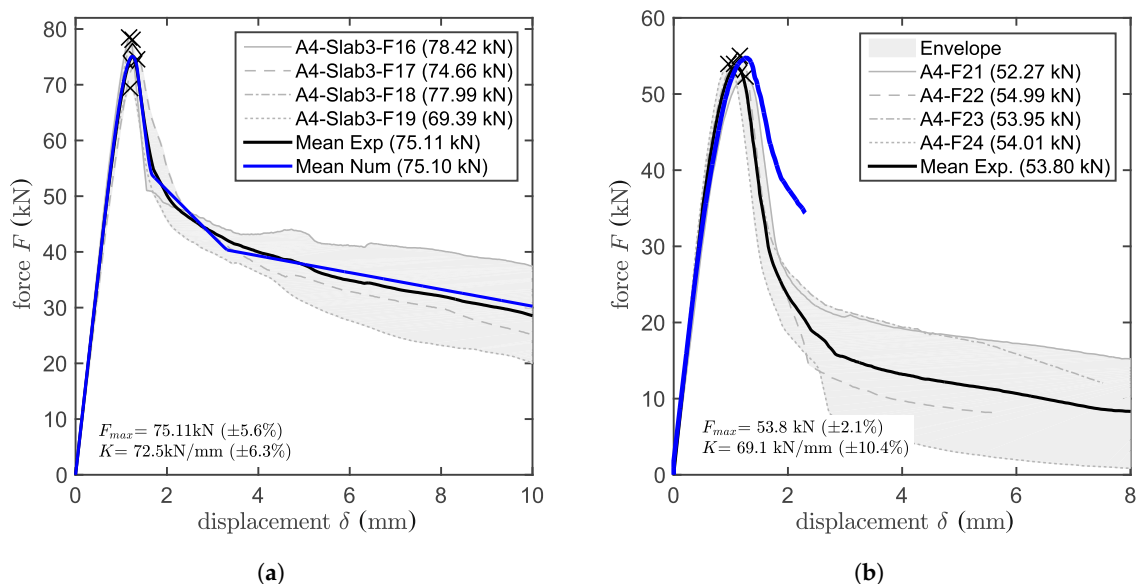 80
70
60
50
40
30
20
10
0
0 2 4 6 8 10
force F (kN)
displacement δ (mm)
A4-Slab3-F16 (78.42 kN)
A4-Slab3-F17 (74.66 kN)
A4-Slab3-F18 (77.99 kN)
A4-Slab3-F19 (69.39 kN)
Mean Exp (75.11 kN)
Mean Num (75.10 kN)
Fmax= 75.11kN (±5.6%)
K= 72.5kN/mm (±6.3%)
(a)
60
50
40
30
20
10
0
0 2 4 6 8
force F (kN)
displacement δ (mm)
Envelope
A4-F21 (52.27 kN)
A4-F22 (54.99 kN)
A4-F23 (53.95 kN)
A4-F24 (54.01 kN)
Mean Exp. (53.80 kN)
Fmax= 53.8 kN (±2.1%)
K= 69.1 kN/mm (±10.4%)
(b)